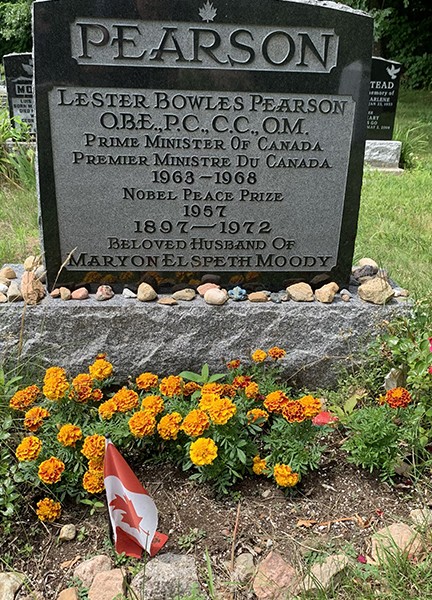 PEARSON
LESTER BOWLES PEARSON
O.B.E., P.C., C.C., O.M.
PRIME MINISTER OF CANADA
PREMIER MINISTRE DU CANADA
1963–1968
NOBEL PEACE PRIZE
1957
1897–1972
BELOVED HUSBAND OF
MARYON ELSPETH MOODY